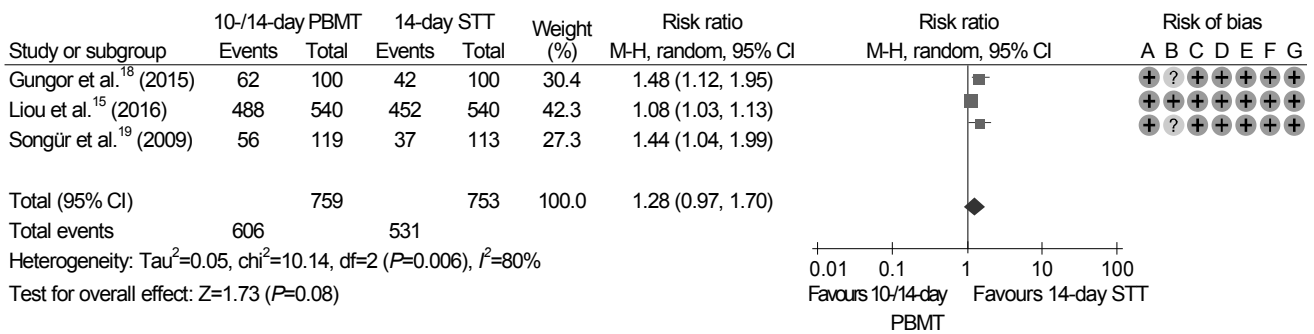 10-/14-day PBMT 14-day STT Weight Risk ratio Risk ratio Risk of bias
Study or subgroup Events Total Events Total (%) M-H, random, 95% CI M-H, random, 95% CI A B C D E F G
Gungor et al.18 (2015) 62 100 42 100 30.4 1.48 (1.12, 1.95) + ? + + + + +
Liou et al.15 (2016) 488 540 452 540 42.3 1.08 (1.03, 1.13) + + + + + + +
Songür et al.19 (2009) 56 119 37 113 27.3 1.44 (1.04, 1.99) + ? + + + + +
Total (95% CI) 759 753 100.0 1.28 (0.97, 1.70)
Total events 606 531
Heterogeneity: Tau2=0.05, chi2=10.14, df=2 (P=0.006), I2=80%
Test for overall effect: Z=1.73 (P=0.08)
0.01 0.1 1 10 100
Favours 10-/14-day Favours 14-day STT
PBMT